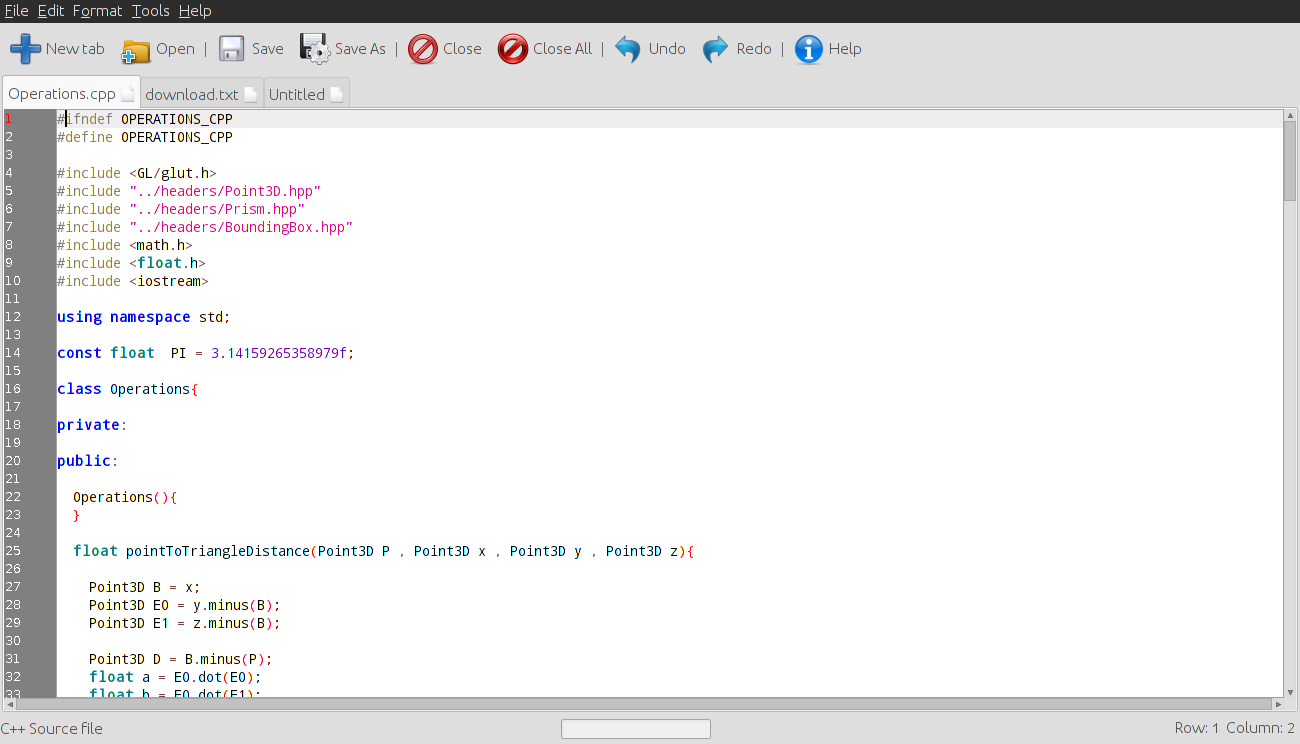 File Edit Format Tools Help
New tab Open | Save Save As | Close Close All | Undo Redo | Help
Operations.cpp download.txt Untitled
1 #ifndef OPERATIONS_CPP
2 #define OPERATIONS_CPP
3
4 #include <GL/glut.h>
5 #include "../headers/Point3D.hpp"
6 #include "../headers/Prism.hpp"
7 #include "../headers/BoundingBox.hpp"
8 #include <math.h>
9 #include <float.h>
10 #include <iostream>
11
12 using namespace std;
13
14 const float  PI = 3.14159265358979f;
15
16 class Operations{
17
18 private:
19
20 public:
21
22   Operations(){
23   }
24
25   float pointToTriangleDistance(Point3D P , Point3D x , Point3D y , Point3D z){
26
27     Point3D B = x;
28     Point3D E0 = y.minus(B);
29     Point3D E1 = z.minus(B);
30
31     Point3D D = B.minus(P);
32     float a = E0.dot(E0);
33     float b = E0.dot(E1);
C++ Source file Row: 1 Column: 2